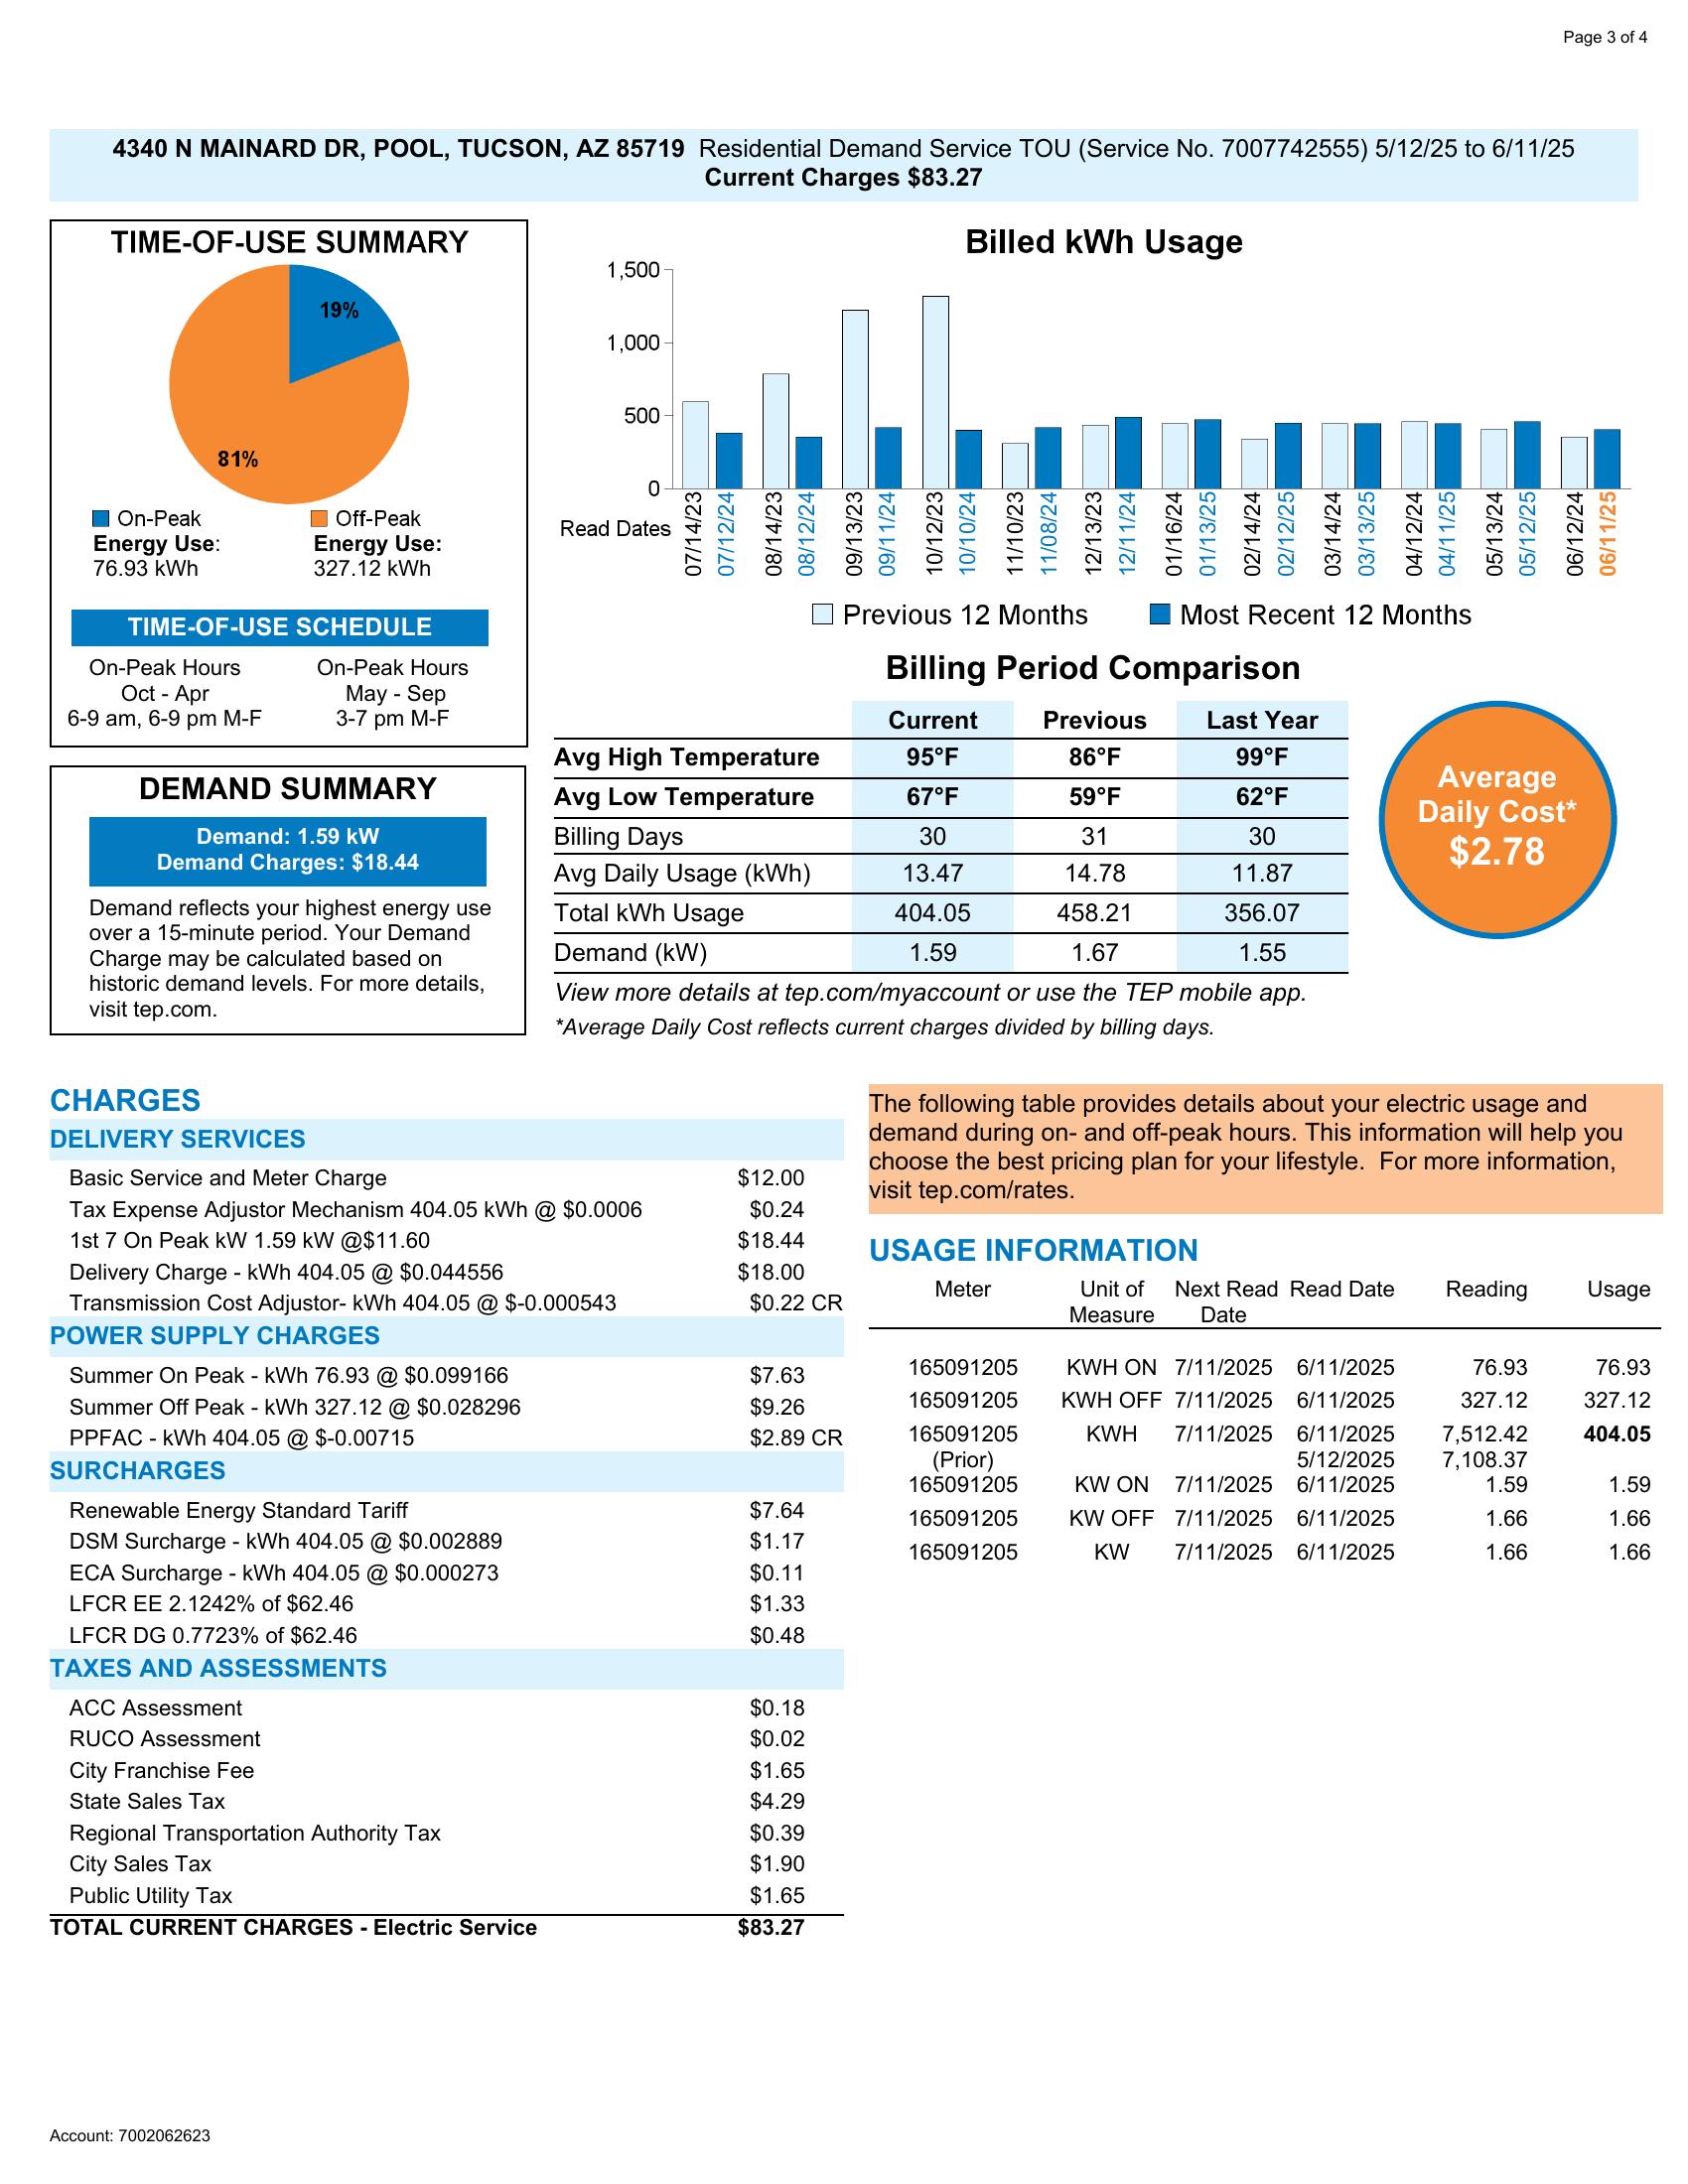 Page 3 of 4
4340 N MAINARD DR, POOL, TUCSON, AZ 85719 Residential Demand Service TOU (Service No. 7007742555) 5/12/25 to 6/11/25
Current Charges $83.27
TIME-OF-USE SUMMARY
19%
81%
On-Peak Off-Peak
Energy Use: Energy Use:
76.93 kWh 327.12 kWh
TIME-OF-USE SCHEDULE
On-Peak Hours On-Peak Hours
Oct - Apr May - Sep
6-9 am, 6-9 pm M-F 3-7 pm M-F
DEMAND SUMMARY
Demand: 1.59 kW
Demand Charges: $18.44
Demand reflects your highest energy use
over a 15-minute period. Your Demand
Charge may be calculated based on
historic demand levels. For more details,
visit tep.com.
Billed kWh Usage
1,500
1,000
500
0
Read Dates 07/14/23 07/12/24 08/14/23 08/12/24 09/13/23 09/11/24 10/12/23 10/10/24 11/10/23 11/08/24 12/13/23 12/11/24 01/16/24 01/13/25 02/14/24 02/12/25 03/14/24 03/13/25 04/12/24 04/11/25 05/13/24 05/12/25 06/12/24 06/11/25
Previous 12 Months Most Recent 12 Months
Billing Period Comparison
Current Previous Last Year
Avg High Temperature 95°F 86°F 99°F
Avg Low Temperature 67°F 59°F 62°F
Billing Days 30 31 30
Avg Daily Usage (kWh) 13.47 14.78 11.87
Total kWh Usage 404.05 458.21 356.07
Demand (kW) 1.59 1.67 1.55
View more details at tep.com/myaccount or use the TEP mobile app.
*Average Daily Cost reflects current charges divided by billing days.
Average
Daily Cost*
$2.78
CHARGES
DELIVERY SERVICES
Basic Service and Meter Charge $12.00
Tax Expense Adjustor Mechanism 404.05 kWh @ $0.0006 $0.24
1st 7 On Peak kW 1.59 kW @$11.60 $18.44
Delivery Charge - kWh 404.05 @ $0.044556 $18.00
Transmission Cost Adjustor- kWh 404.05 @ $-0.000543 $0.22 CR
POWER SUPPLY CHARGES
Summer On Peak - kWh 76.93 @ $0.099166 $7.63
Summer Off Peak - kWh 327.12 @ $0.028296 $9.26
PPFAC - kWh 404.05 @ $-0.00715 $2.89 CR
SURCHARGES
Renewable Energy Standard Tariff $7.64
DSM Surcharge - kWh 404.05 @ $0.002889 $1.17
ECA Surcharge - kWh 404.05 @ $0.000273 $0.11
LFCR EE 2.1242% of $62.46 $1.33
LFCR DG 0.7723% of $62.46 $0.48
TAXES AND ASSESSMENTS
ACC Assessment $0.18
RUCO Assessment $0.02
City Franchise Fee $1.65
State Sales Tax $4.29
Regional Transportation Authority Tax $0.39
City Sales Tax $1.90
Public Utility Tax $1.65
TOTAL CURRENT CHARGES - Electric Service $83.27
The following table provides details about your electric usage and
demand during on- and off-peak hours. This information will help you
choose the best pricing plan for your lifestyle. For more information,
visit tep.com/rates.
USAGE INFORMATION
Meter Unit of Next Read Read Date Reading Usage
Measure Date
165091205 KWH ON 7/11/2025 6/11/2025 76.93 76.93
165091205 KWH OFF 7/11/2025 6/11/2025 327.12 327.12
165091205 KWH 7/11/2025 6/11/2025 7,512.42 404.05
(Prior) 5/12/2025 7,108.37
165091205 KW ON 7/11/2025 6/11/2025 1.59 1.59
165091205 KW OFF 7/11/2025 6/11/2025 1.66 1.66
165091205 KW 7/11/2025 6/11/2025 1.66 1.66
Account: 7002062623